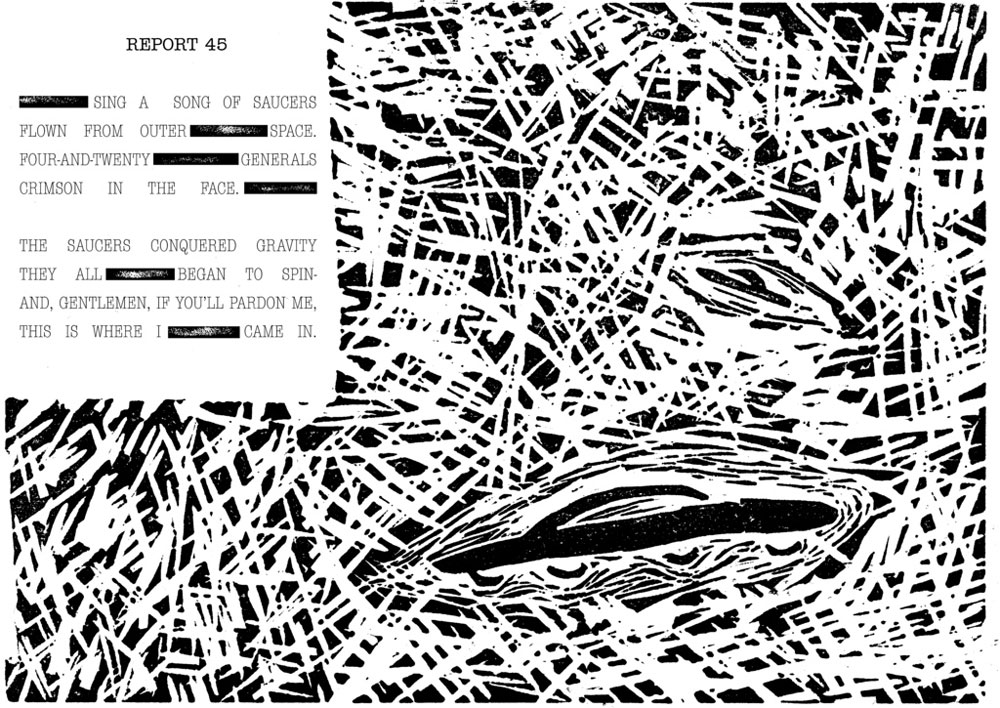 REPORT 45
SING A SONG OF SAUCERS
FLOWN FROM OUTER SPACE.
FOUR-AND-TWENTY GENERALS
CRIMSON IN THE FACE.
THE SAUCERS CONQUERED GRAVITY
THEY ALL BEGAN TO SPIN-
AND, GENTLEMEN, IF YOU'LL PARDON ME,
THIS IS WHERE I CAME IN.